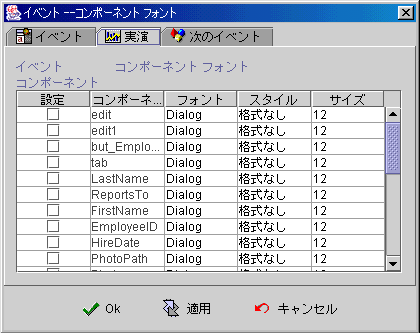 イベント --コンポーネント フォント
イベント 実演 次のイベント
イベント コンポーネント フォント
コンポーネント
設定 コンポーネ... フォント スタイル サイズ
edit Dialog 格式なし 12
edit1 Dialog 格式なし 12
but_Emplo... Dialog 格式なし 12
tab Dialog 格式なし 12
LastName Dialog 格式なし 12
ReportsTo Dialog 格式なし 12
FirstName Dialog 格式なし 12
EmployeeID Dialog 格式なし 12
HireDate Dialog 格式なし 12
PhotoPath Dialog 格式なし 12
Ok 適用 キャンセル